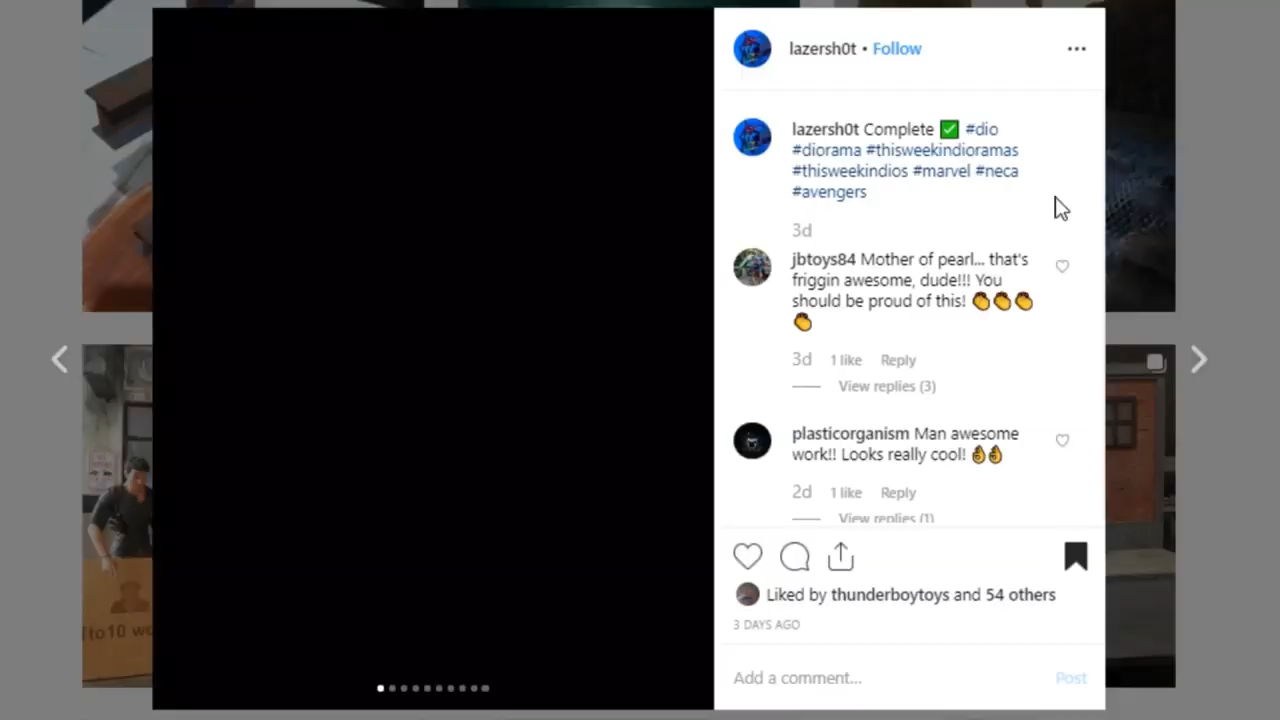 lazersh0t • Follow
lazersh0t Complete ✅ #dio
#diorama #thisweekindioramas
#thisweekindios #marvel #neca
#avengers
3d
jbtoys84 Mother of pearl... that's
friggin awesome, dude!!! You
should be proud of this! 👏👏👏
👏
3d 1 like Reply
View replies (3)
plasticorganism Man awesome
work!! Looks really cool! 👌👌
2d 1 like Reply
View replies (1)
Liked by thunderboytoys and 54 others
3 DAYS AGO
Add a comment... Post